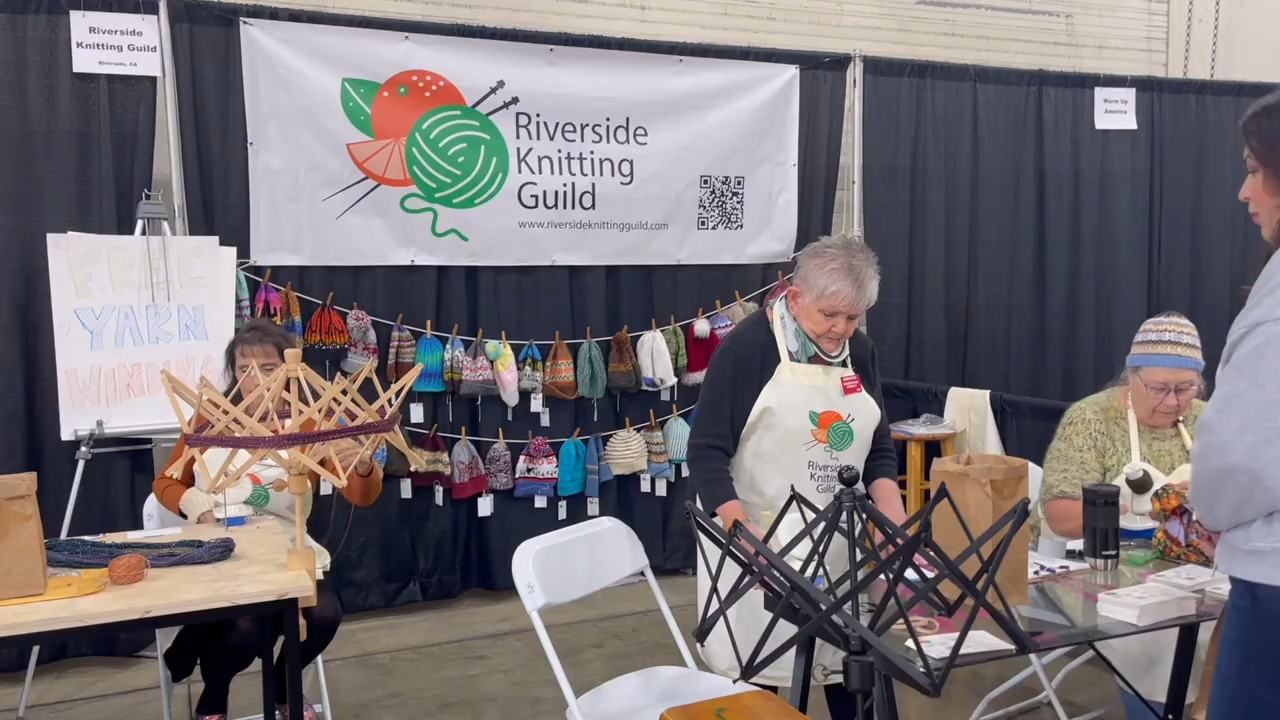 Riverside
Knitting Guild
Riverside, CA
Riverside
Knitting
Guild
www.riversideknittingguild.com
Warm Up
America
FREE
YARN
WINDING
Riverside
Knitting
Guild